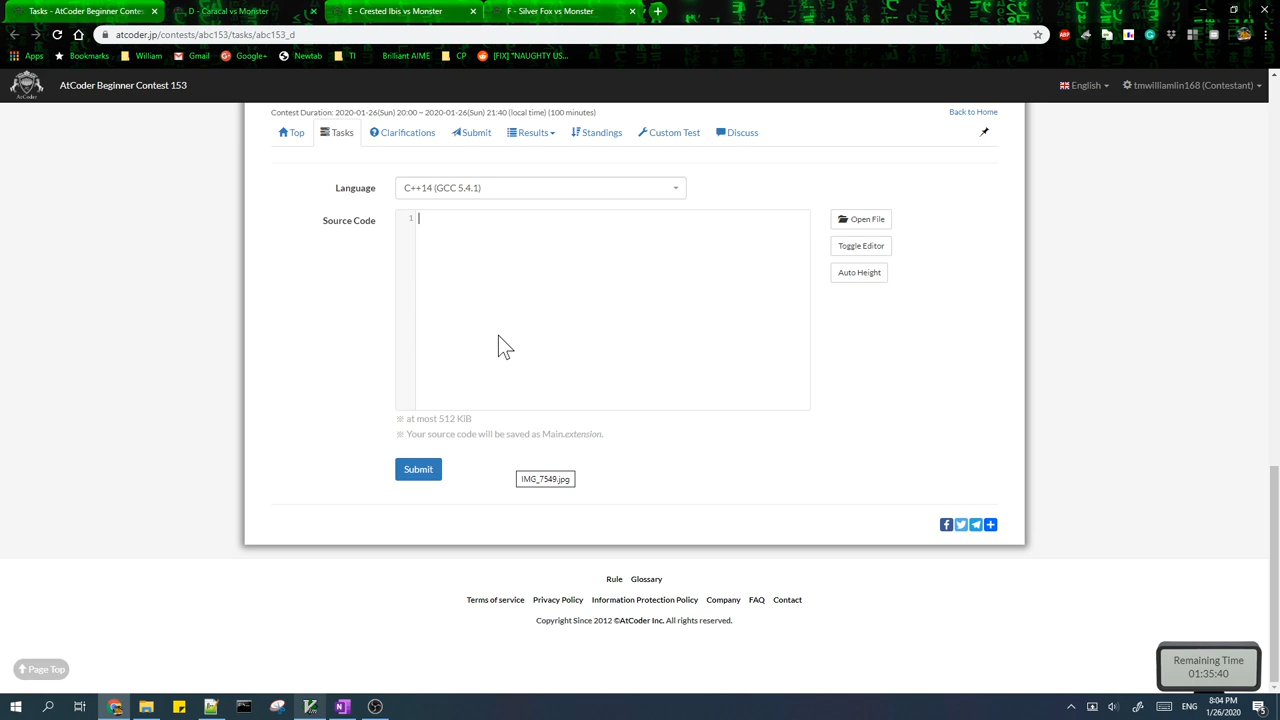 Tasks - AtCoder Beginner Contes
D - Caracal vs Monster
E - Crested Ibis vs Monster
F - Silver Fox vs Monster
atcoder.jp/contests/abc153/tasks/abc153_d
Apps
Bookmarks
William
Gmail
Google+
Newtab
TI
Brilliant AIME
CP
[FIX] "NAUGHTY US...
AtCoder Beginner Contest 153
English
tmwilliamlin168 (Contestant)
Contest Duration: 2020-01-26(Sun) 20:00 ~ 2020-01-26(Sun) 21:40 (local time) (100 minutes)
Back to Home
Top
Tasks
Clarifications
Submit
Results
Standings
Custom Test
Discuss
Language
C++14 (GCC 5.4.1)
Source Code
1
Open File
Toggle Editor
Auto Height
※ at most 512 KiB
※ Your source code will be saved as Main.extension.
Submit
IMG_7549.jpg
Rule
Glossary
Terms of service
Privacy Policy
Information Protection Policy
Company
FAQ
Contact
Copyright Since 2012 ©AtCoder Inc. All rights reserved.
Page Top
Remaining Time
01:35:40
ENG
8:04 PM
1/26/2020